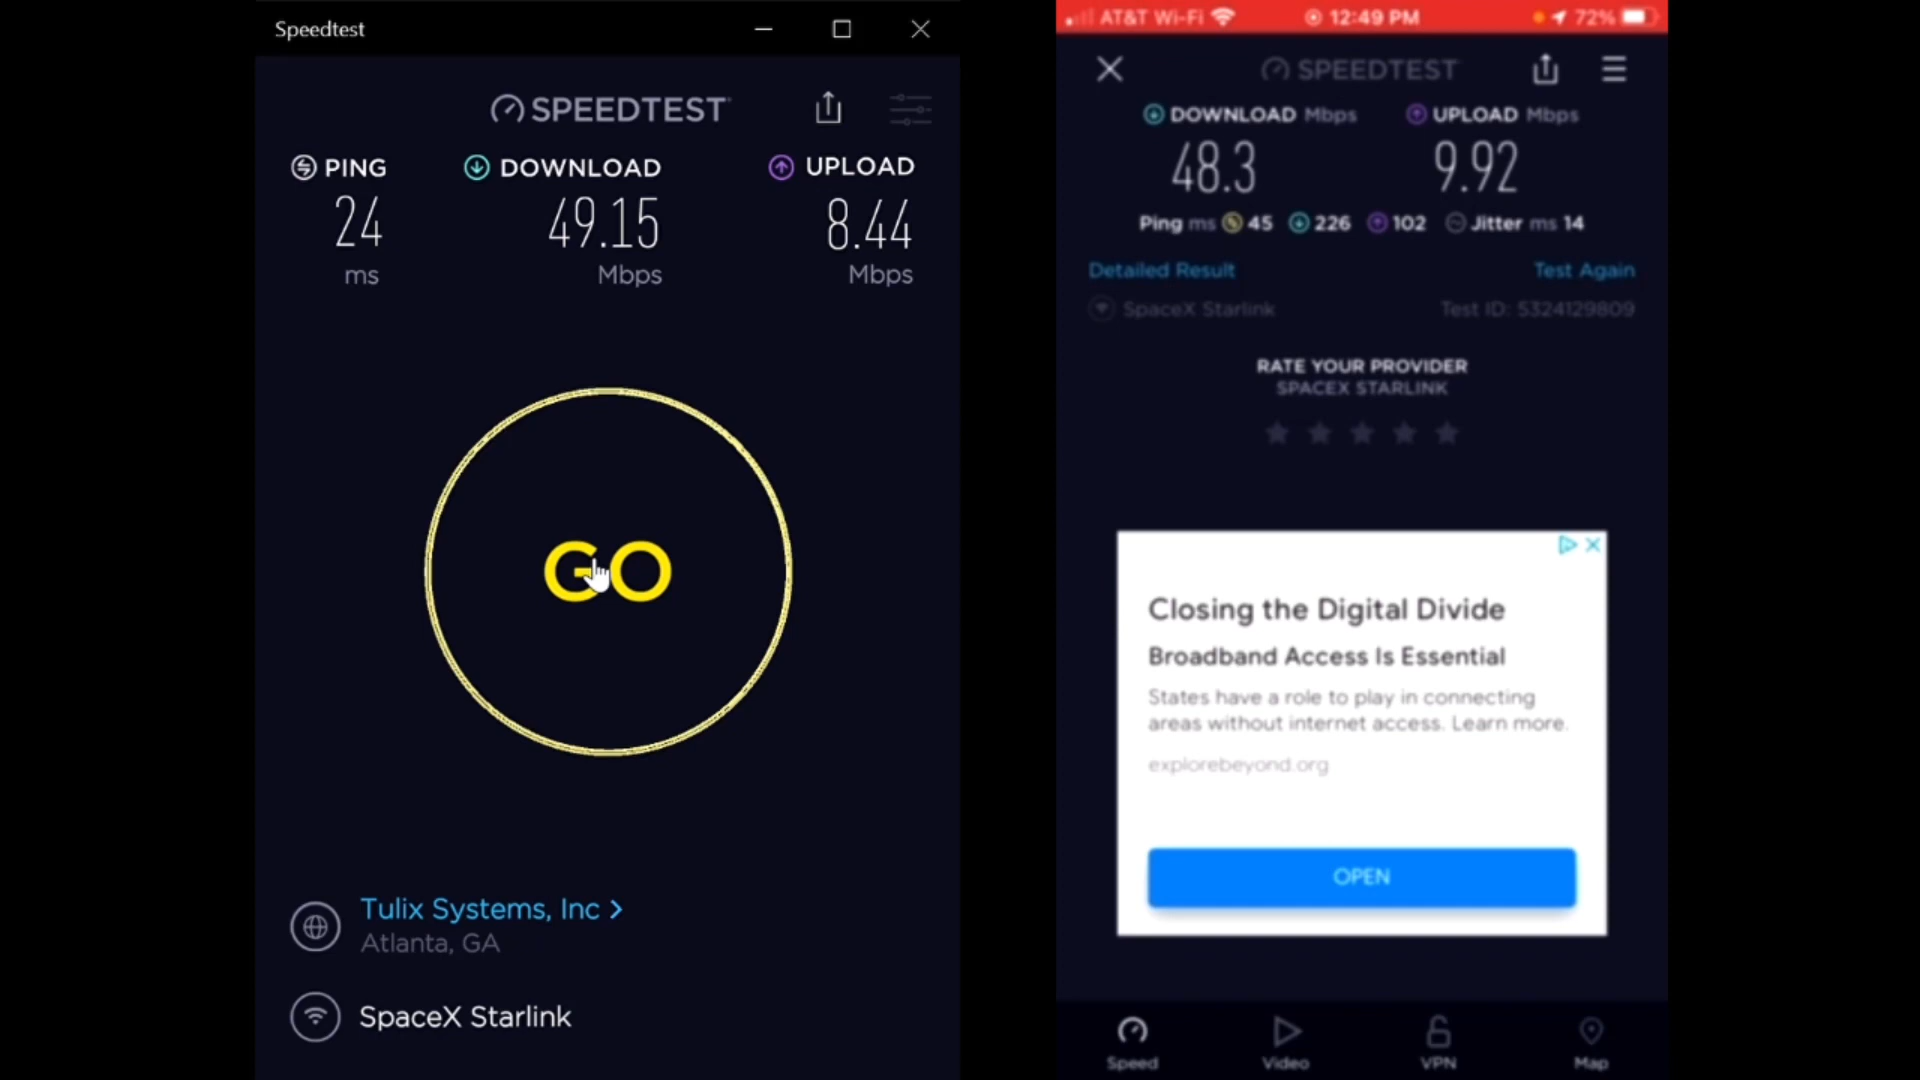 Speedtest
SPEEDTEST
PING
DOWNLOAD
UPLOAD
24
49.15
8.44
ms
Mbps
Mbps
GO
Tulix Systems, Inc >
Atlanta, GA
SpaceX Starlink
AT&T Wi-Fi
12:49 PM
72%
SPEEDTEST
DOWNLOAD Mbps
UPLOAD Mbps
48.3
9.92
Ping ms 45 226 102 Jitter ms 14
Detailed Result
Test Again
SpaceX Starlink
Test ID: 5324129809
RATE YOUR PROVIDER
SPACEX STARLINK
Closing the Digital Divide
Broadband Access Is Essential
States have a role to play in connecting
areas without internet access. Learn more.
explorebeyond.org
OPEN
Speed
Video
VPN
Map